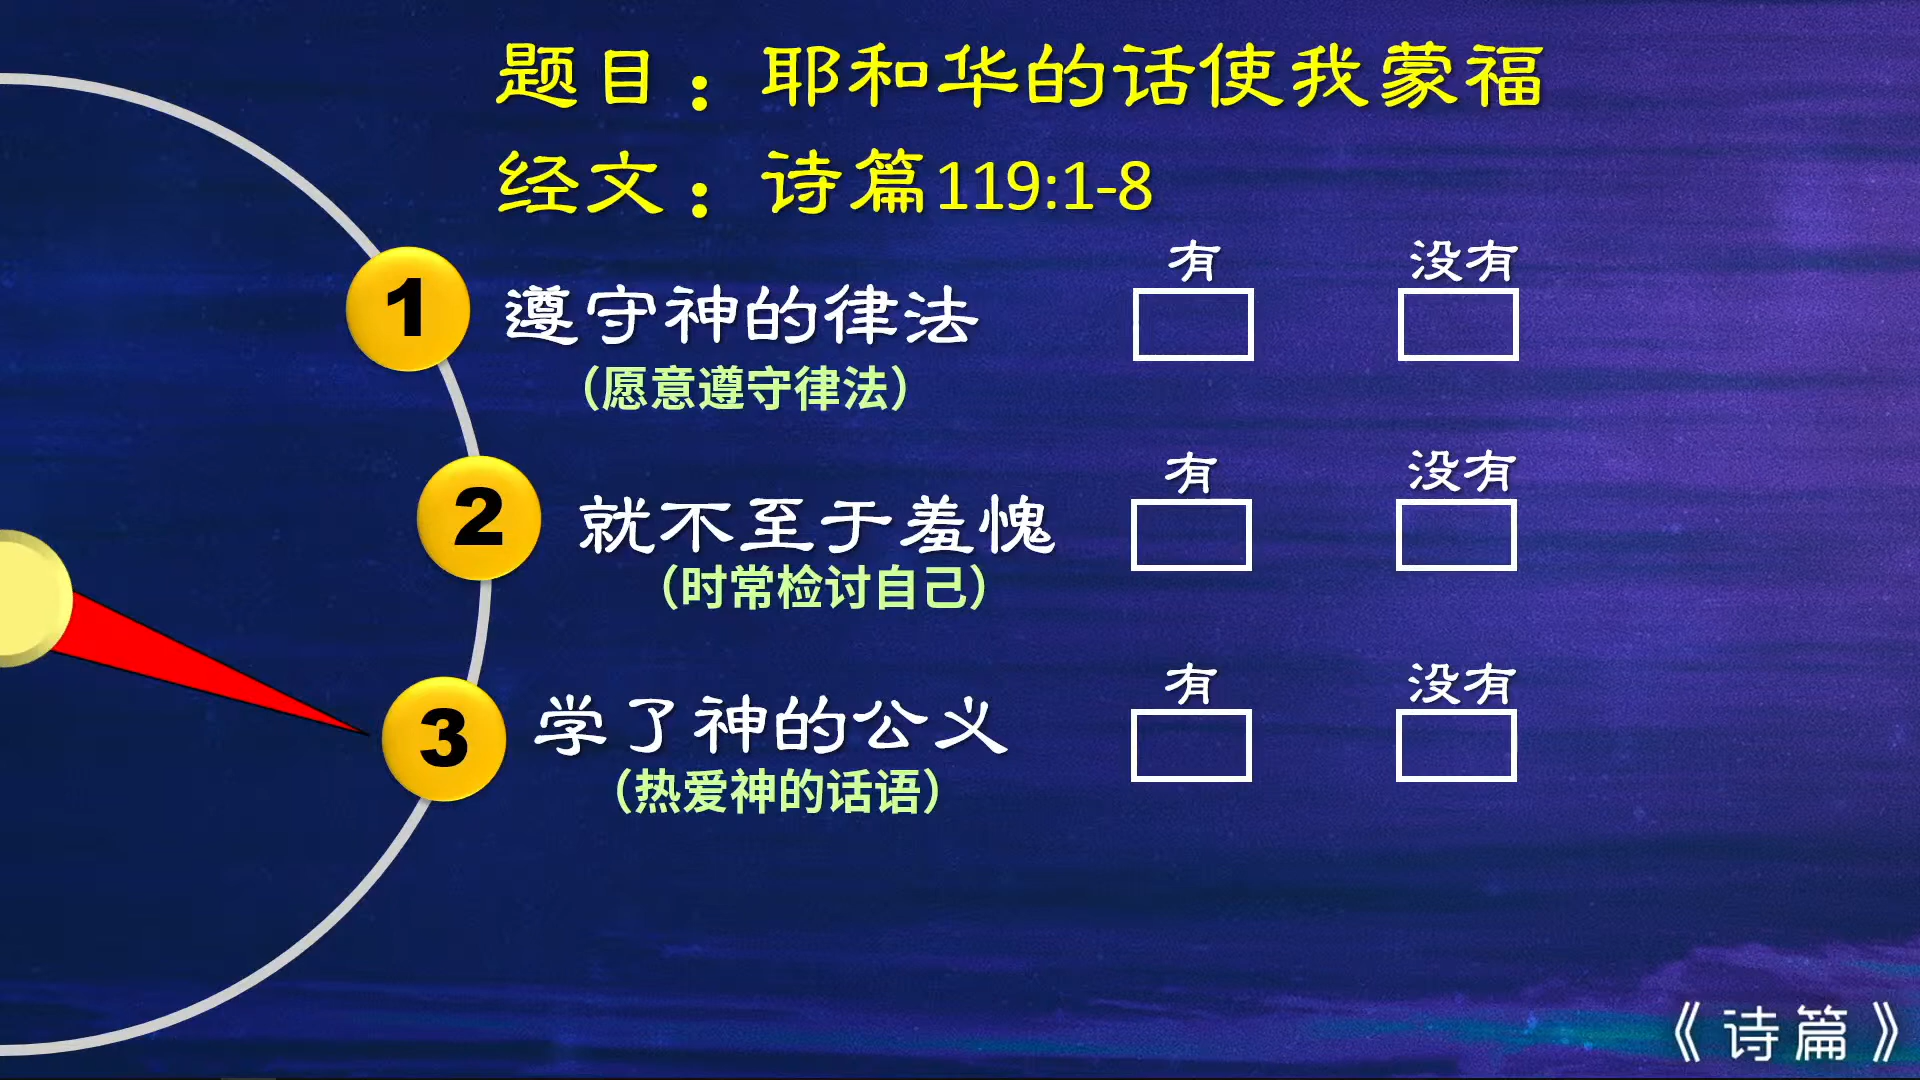 题目：耶和华的话使我蒙福
经文：诗篇119:1-8
有 没有
1 遵守神的律法
（愿意遵守律法）
有 没有
2 就不至于羞愧
（时常检讨自己）
有 没有
3 学了神的公义
（热爱神的话语）
《诗篇》